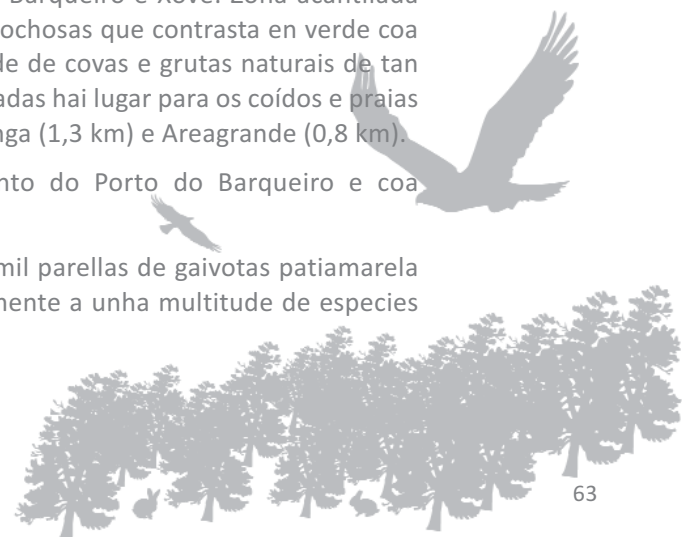 Barqueiro e Xove. Zona acantilada
ochosas que contrasta en verde coa
de de covas e grutas naturais de tan
adas hai lugar para os coídos e praias
nga (1,3 km) e Areagrande (0,8 km).
nto do Porto do Barqueiro e coa
mil parellas de gaivotas patiamarela
mente a unha multitude de especies
63